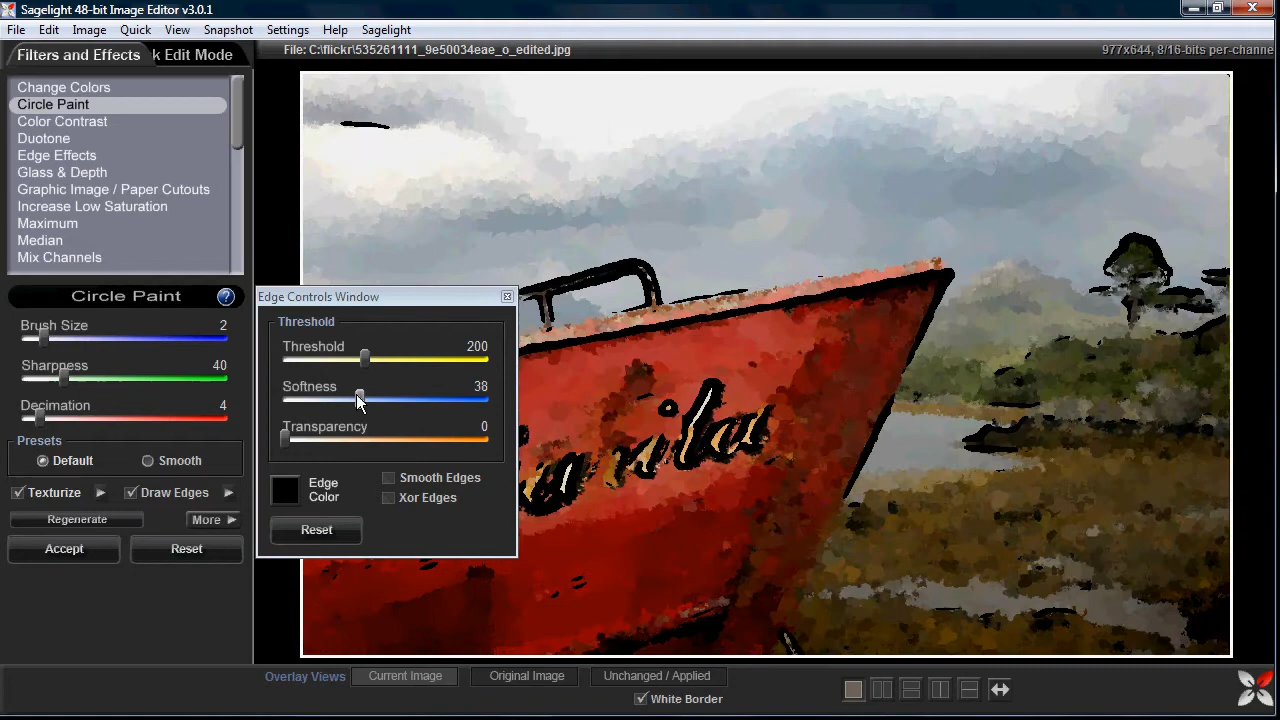 Sagelight 48-bit Image Editor v3.0.1
File Edit Image Quick View Snapshot Settings Help Sagelight
Filters and Effects k Edit Mode
File: C:\flickr\535261111_9e50034eae_o_edited.jpg
977x644, 8/16-bits per-channe
Change Colors
Circle Paint
Color Contrast
Duotone
Edge Effects
Glass & Depth
Graphic Image / Paper Cutouts
Increase Low Saturation
Maximum
Median
Mix Channels
Circle Paint ?
Brush Size 2
Sharpness 40
Decimation 4
Presets
Default Smooth
Texturize Draw Edges
Regenerate More
Accept Reset
Edge Controls Window
Threshold
Threshold 200
Softness 38
Transparency 0
Edge
Color
Smooth Edges
Xor Edges
Reset
Overlay Views Current Image Original Image Unchanged / Applied
White Border